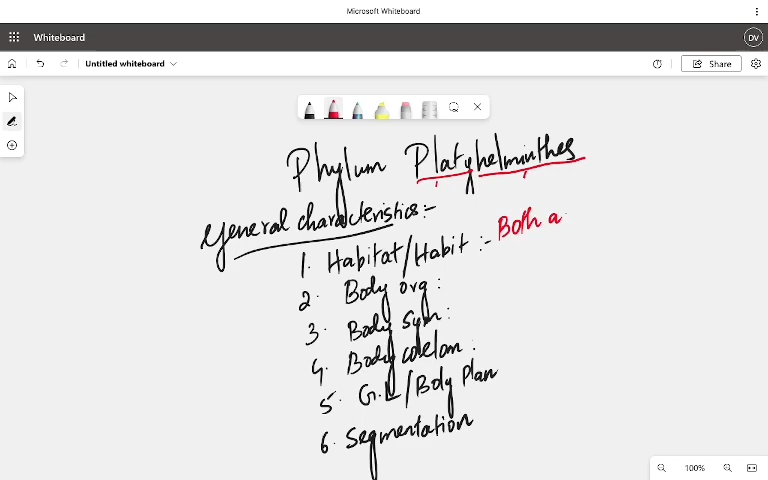 Microsoft Whiteboard
Whiteboard
DV
Untitled whiteboard
Share
Phylum Platyhelminthes
General characteristics:-
1. Habitat/Habit :- Both a
2. Body org :
3. Body Sym :
4. Body coelom :
5. G.L/Body Plan
6. Segmentation
100%